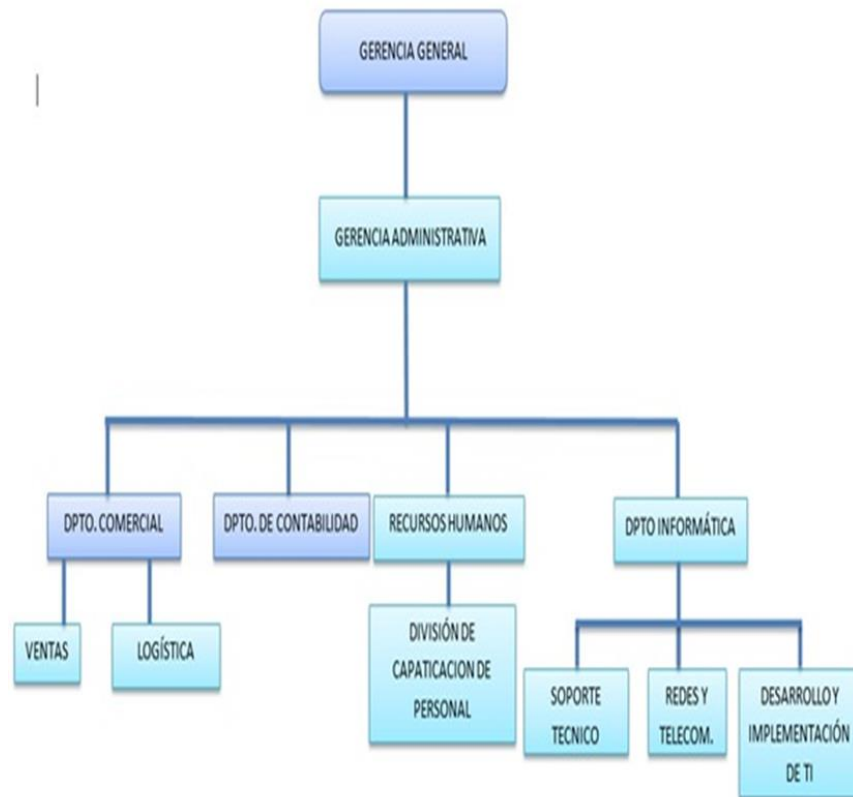 GERENCIA GENERAL
GERENCIA ADMINISTRATIVA
DPTO. COMERCIAL
DPTO. DE CONTABILIDAD
RECURSOS HUMANOS
DPTO INFORMÁTICA
VENTAS
LOGÍSTICA
DIVISIÓN DE
CAPATICACION DE
PERSONAL
SOPORTE
TECNICO
REDES Y
TELECOM.
DESARROLLO Y
IMPLEMENTACIÓN
DE TI